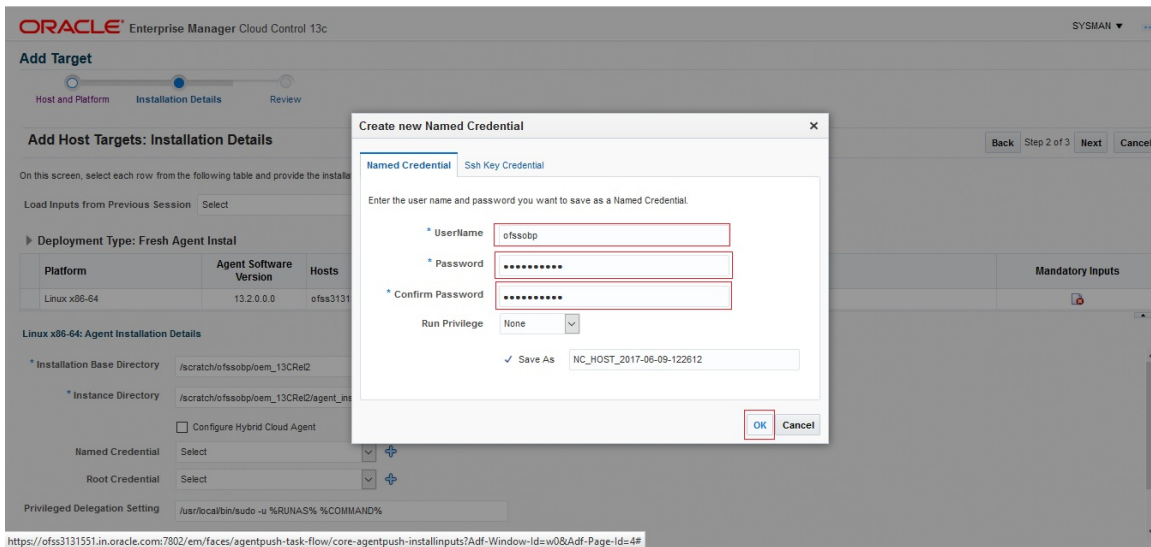 ORACLE Enterprise Manager Cloud Control 13c
SYSMAN
Add Target
Host and Platform Installation Details Review
Add Host Targets: Installation Details
Back Step 2 of 3 Next Cancel
On this screen, select each row from the following table and provide the installa
Load Inputs from Previous Session Select
Deployment Type: Fresh Agent Instal
Platform Agent Software Version Hosts Mandatory Inputs
Linux x86-64 13.2.0.0.0 ofss3131
Linux x86-64: Agent Installation Details
* Installation Base Directory /scratch/ofssobp/oem_13CRel2
* Instance Directory /scratch/ofssobp/oem_13CRel2/agent_ins
Configure Hybrid Cloud Agent
Named Credential Select
Root Credential Select
Privileged Delegation Setting /usr/local/bin/sudo -u %RUNAS% %COMMAND%
Create new Named Credential
Named Credential Ssh Key Credential
Enter the user name and password you want to save as a Named Credential.
* UserName ofssobp
* Password ••••••••••
* Confirm Password ••••••••••
Run Privilege None
Save As NC_HOST_2017-06-09-122612
OK Cancel
https://ofss3131551.in.oracle.com:7802/em/faces/agentpush-task-flow/core-agentpush-installinputs?Adf-Window-Id=w0&Adf-Page-Id=4#